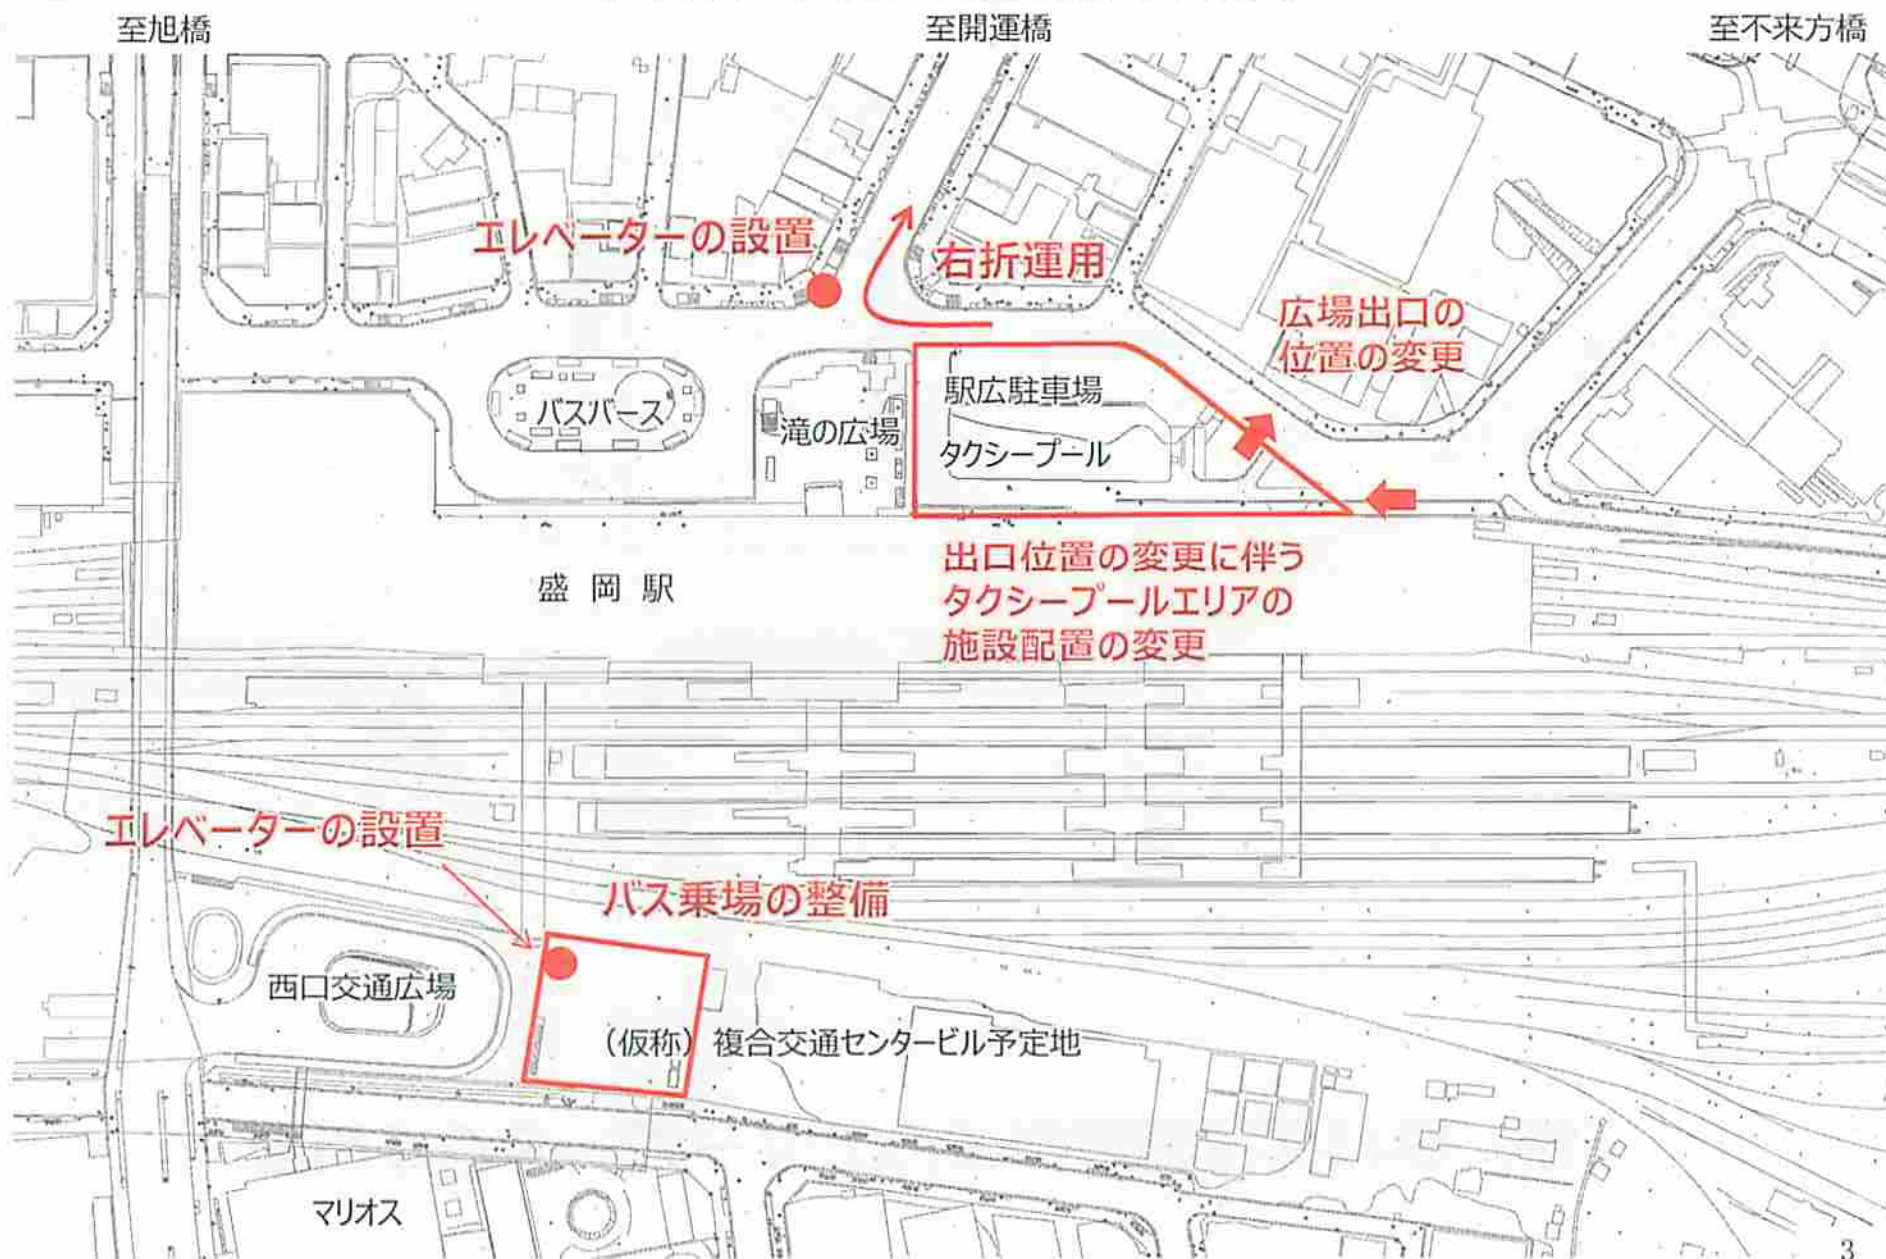 至旭橋
至開運橋
至不来方橋
エレベーターの設置
右折運用
広場出口の
位置の変更
バスバース
滝の広場
駅広駐車場
タクシープール
盛 岡 駅
出口位置の変更に伴う
タクシープールエリアの
施設配置の変更
エレベーターの設置
バス乗場の整備
西口交通広場
（仮称）複合交通センタービル予定地
マリオス
3